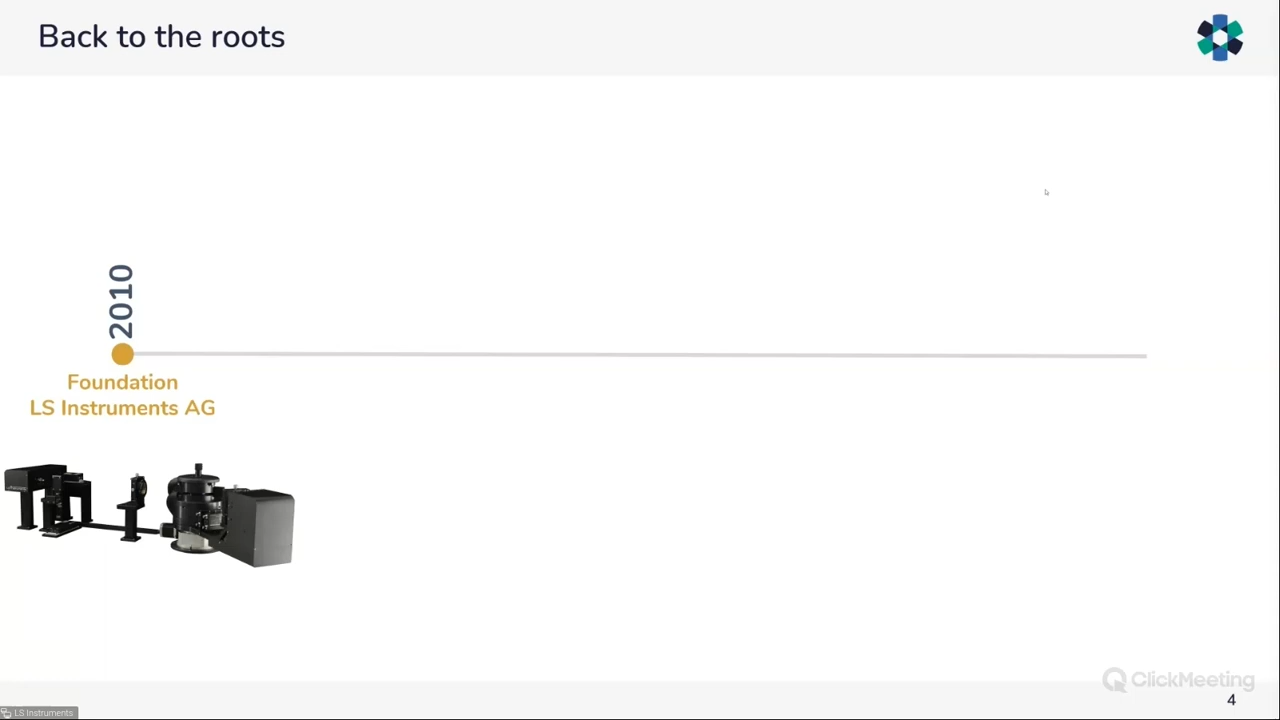 Back to the roots
2010
Foundation
LS Instruments AG
ClickMeeting
4
LS Instruments